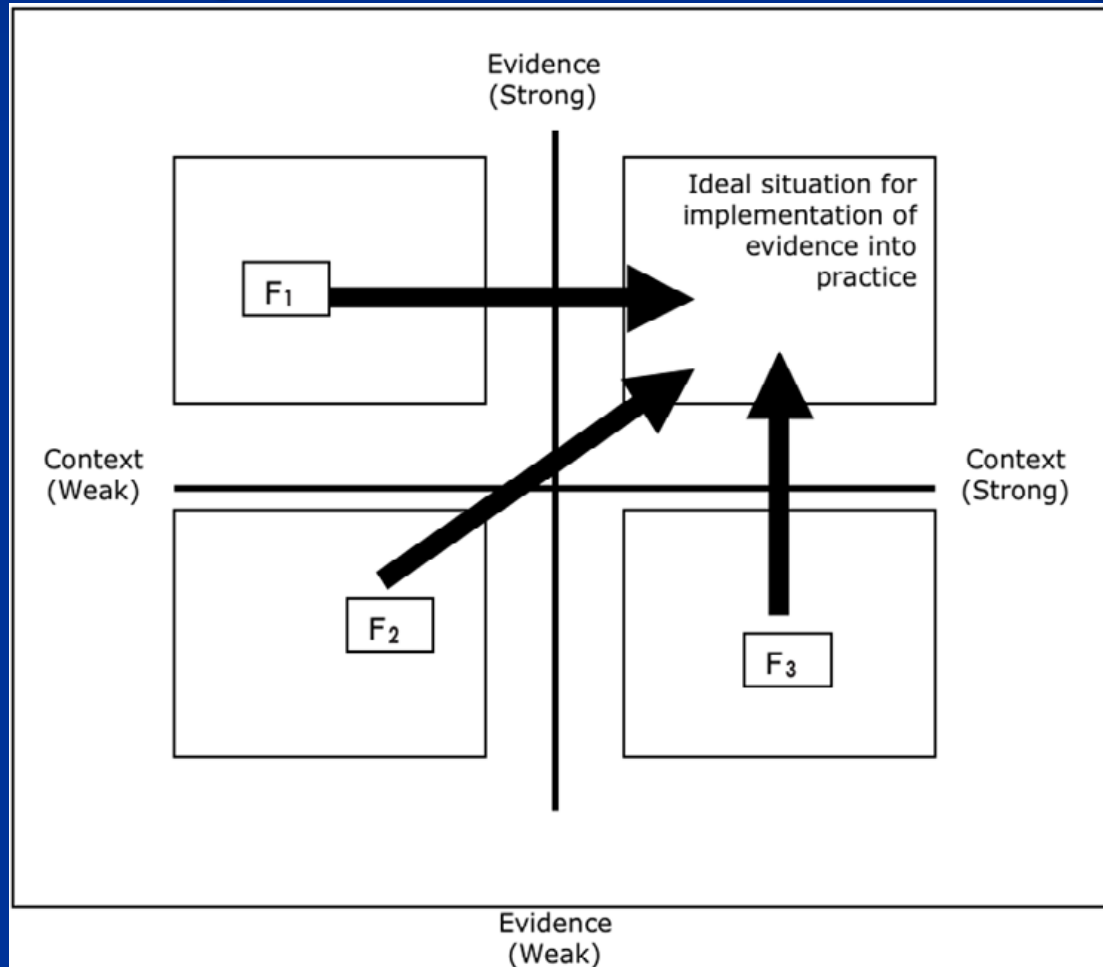 Evidence
(Strong)
Ideal situation for
implementation of
evidence into
practice
F₁
Context
(Weak)
Context
(Strong)
F₂
F₃
Evidence
(Weak)